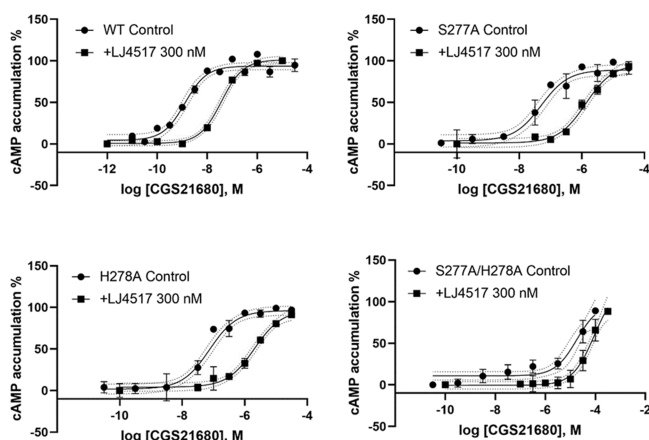 WT Control
+LJ4517 300 nM
cAMP accumulation %
150
100
50
0
-50
-14 -12 -10 -8 -6 -4
log [CGS21680], M
S277A Control
+LJ4517 300 nM
cAMP accumulation %
150
100
50
0
-50
-10 -8 -6 -4
log [CGS21680], M
H278A Control
+LJ4517 300 nM
cAMP accumulation %
150
100
50
0
-50
-10 -8 -6 -4
log [CGS21680], M
S277A/H278A Control
+LJ4517 300 nM
cAMP accumulation %
150
100
50
0
-50
-10 -8 -6 -4 -2
log [CGS21680], M